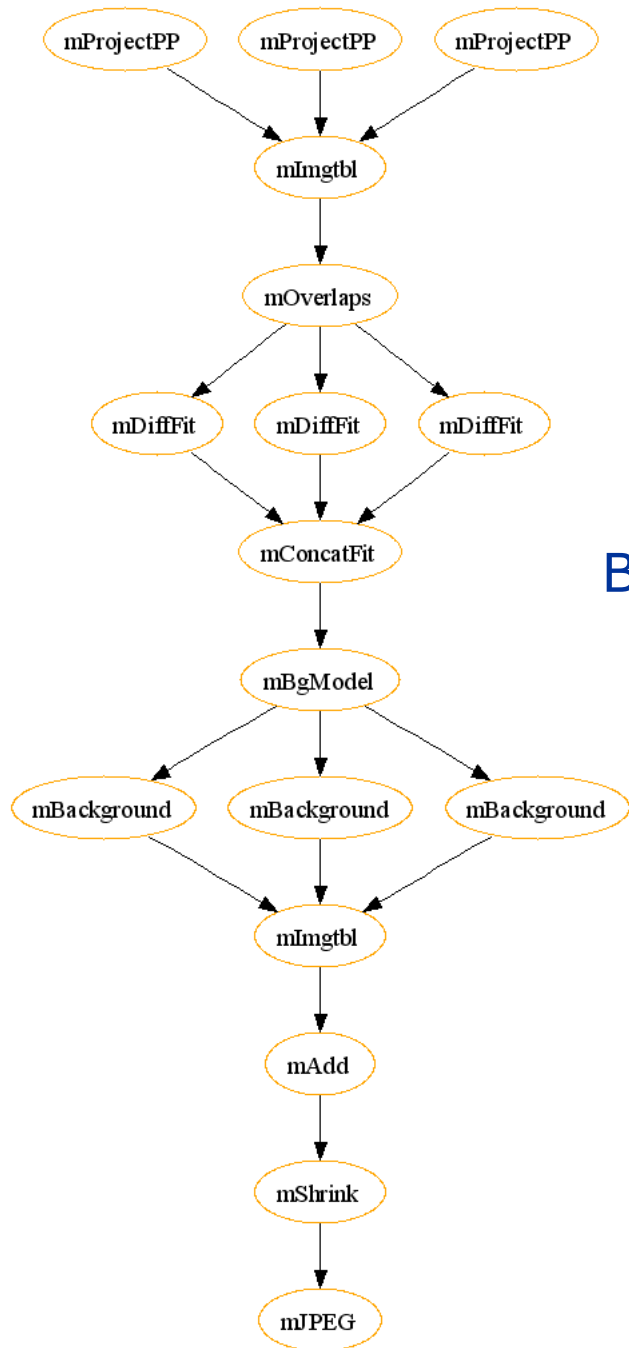 mProjectPP mProjectPP mProjectPP
mImgtbl
mOverlaps
mDiffFit mDiffFit mDiffFit
mConcatFit
B
mBgModel
mBackground mBackground mBackground
mImgtbl
mAdd
mShrink
mJPEG